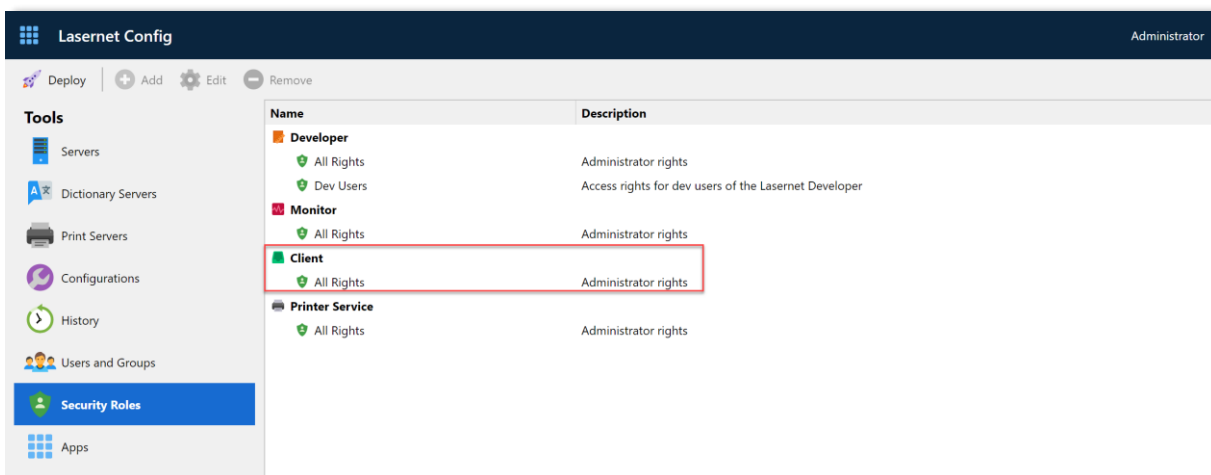 Lasernet Config
Administrator
Deploy Add Edit Remove
Tools
Servers
Dictionary Servers
Print Servers
Configurations
History
Users and Groups
Security Roles
Apps
Name Description
Developer
All Rights Administrator rights
Dev Users Access rights for dev users of the Lasernet Developer
Monitor
All Rights Administrator rights
Client
All Rights Administrator rights
Printer Service
All Rights Administrator rights